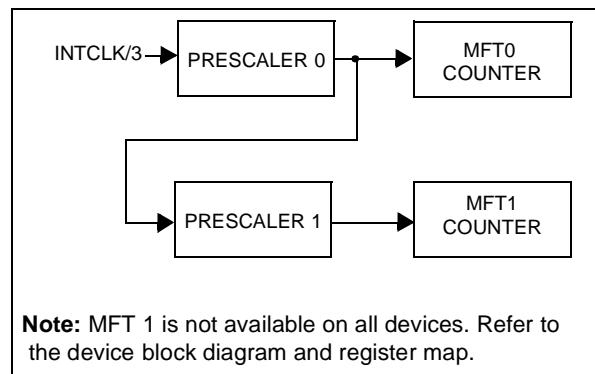 INTCLK/3
PRESCALER 0
MFT0
COUNTER
PRESCALER 1
MFT1
COUNTER
Note: MFT 1 is not available on all devices. Refer to
the device block diagram and register map.